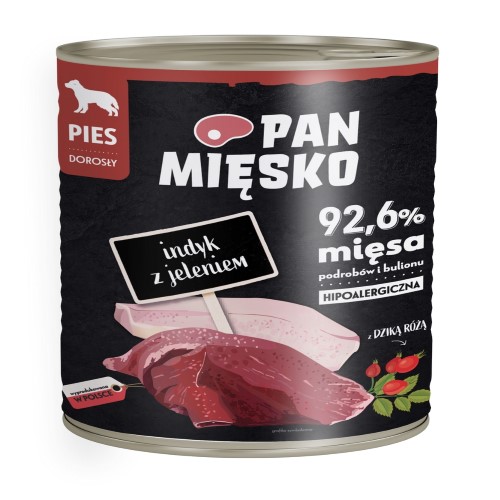 PIES
DOROSŁY
PAN
MIĘSKO
92,6%
mięsa
podrobów i bulionu
HIPOALERGICZNA
indyk
z jeleniem
z DZIKĄ RÓŻĄ
wyprodukowano
W POLSCE